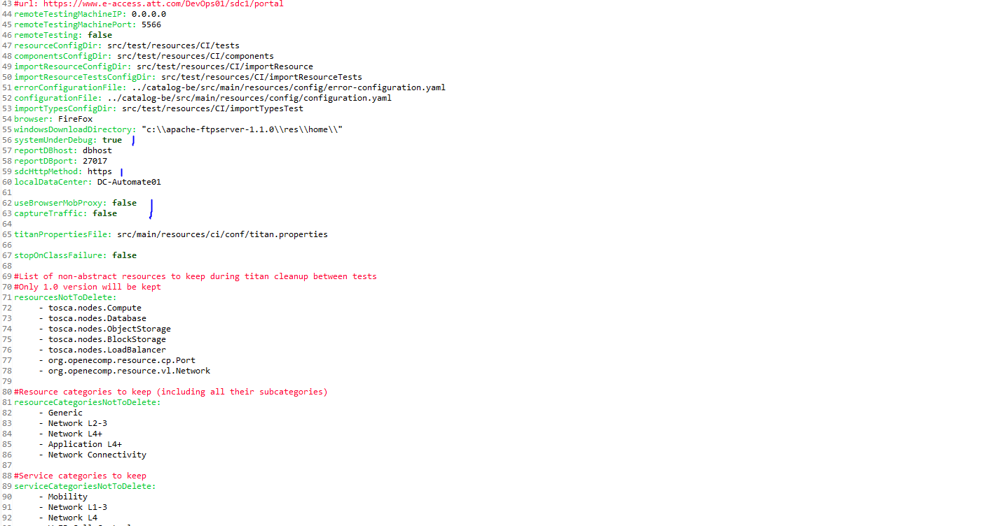 43 #url: https://www.e-access.att.com/DevOps01/sdc1/portal
44 remoteTestingMachineIP: 0.0.0.0
45 remoteTestingMachinePort: 5566
46 remoteTesting: false
47 resourceConfigDir: src/test/resources/CI/tests
48 componentsConfigDir: src/test/resources/CI/components
49 importResourceConfigDir: src/test/resources/CI/importResource
50 importResourceTestsConfigDir: src/test/resources/CI/importResourceTests
51 errorConfigurationFile: ../catalog-be/src/main/resources/config/error-configuration.yaml
52 configurationFile: ../catalog-be/src/main/resources/config/configuration.yaml
53 importTypesConfigDir: src/test/resources/CI/importTypesTest
54 browser: FireFox
55 windowsDownloadDirectory: "c:\\apache-ftpserver-1.1.0\\res\\home\\"
56 systemUnderDebug: true
57 reportDBhost: dbhost
58 reportDBport: 27017
59 sdcHttpMethod: https
60 localDataCenter: DC-Automate01
61
62 useBrowserMobProxy: false
63 captureTraffic: false
64
65 titanPropertiesFile: src/main/resources/ci/conf/titan.properties
66
67 stopOnClassFailure: false
68
69 #List of non-abstract resources to keep during titan cleanup between tests
70 #Only 1.0 version will be kept
71 resourcesNotToDelete:
72 - tosca.nodes.Compute
73 - tosca.nodes.Database
74 - tosca.nodes.ObjectStorage
75 - tosca.nodes.BlockStorage
76 - tosca.nodes.LoadBalancer
77 - org.openecomp.resource.cp.Port
78 - org.openecomp.resource.vl.Network
79
80 #Resource categories to keep (including all their subcategories)
81 resourceCategoriesNotToDelete:
82 - Generic
83 - Network L2-3
84 - Network L4+
85 - Application L4+
86 - Network Connectivity
87
88 #Service categories to keep
89 serviceCategoriesNotToDelete:
90 - Mobility
91 - Network L1-3
92 - Network L4